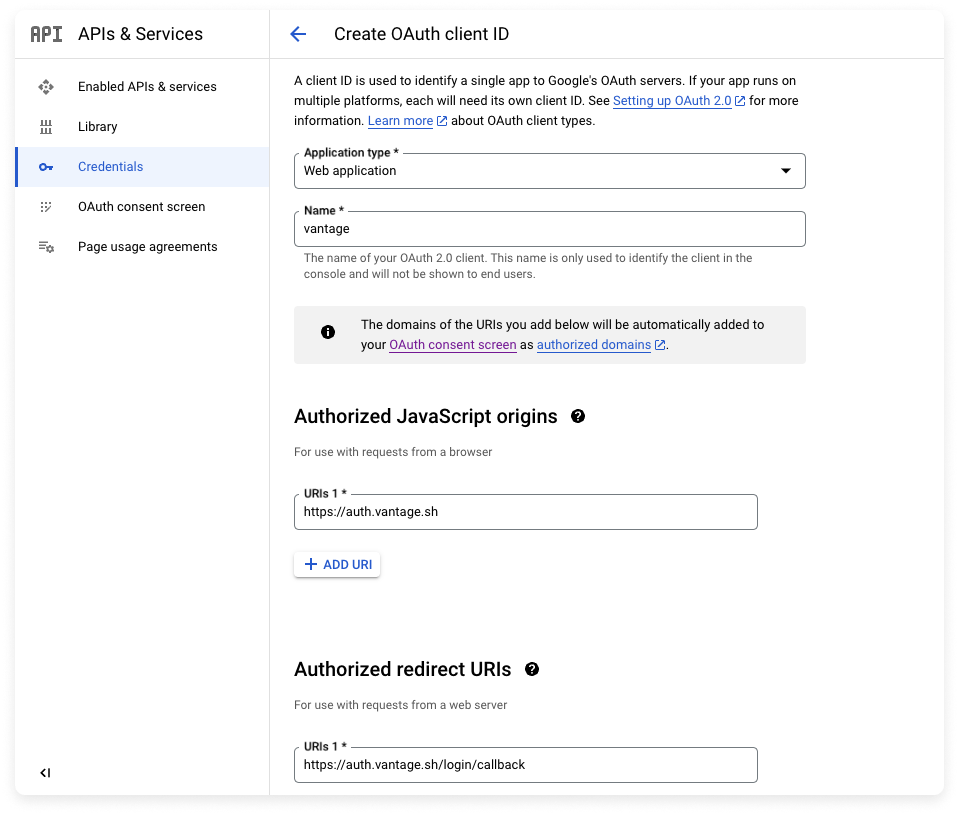 API APIs & Services
Enabled APIs & services
Library
Credentials
OAuth consent screen
Page usage agreements
Create OAuth client ID
A client ID is used to identify a single app to Google's OAuth servers. If your app runs on
multiple platforms, each will need its own client ID. See Setting up OAuth 2.0 for more
information. Learn more about OAuth client types.
Application type *
Web application
Name *
vantage
The name of your OAuth 2.0 client. This name is only used to identify the client in the
console and will not be shown to end users.
The domains of the URIs you add below will be automatically added to
your OAuth consent screen as authorized domains.
Authorized JavaScript origins
For use with requests from a browser
URIs 1 *
https://auth.vantage.sh
ADD URI
Authorized redirect URIs
For use with requests from a web server
URIs 1 *
https://auth.vantage.sh/login/callback